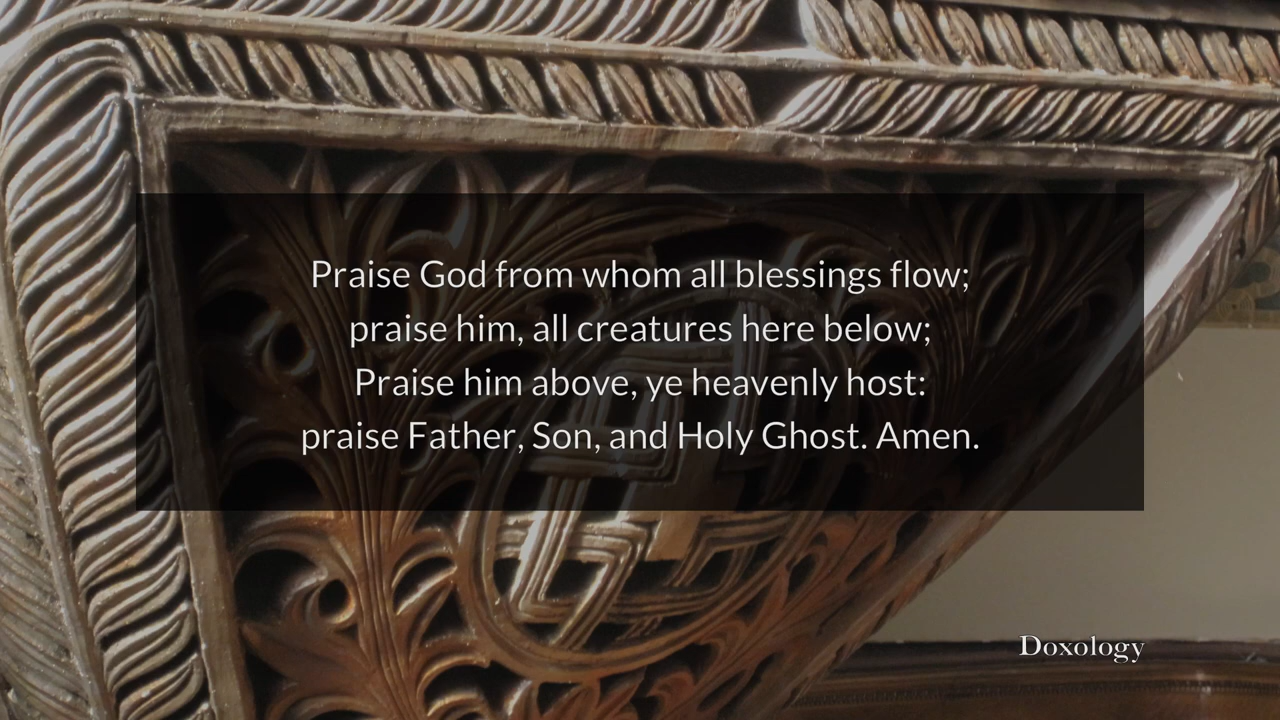 Praise God from whom all blessings flow;
praise him, all creatures here below;
Praise him above, ye heavenly host:
praise Father, Son, and Holy Ghost. Amen.
Doxology